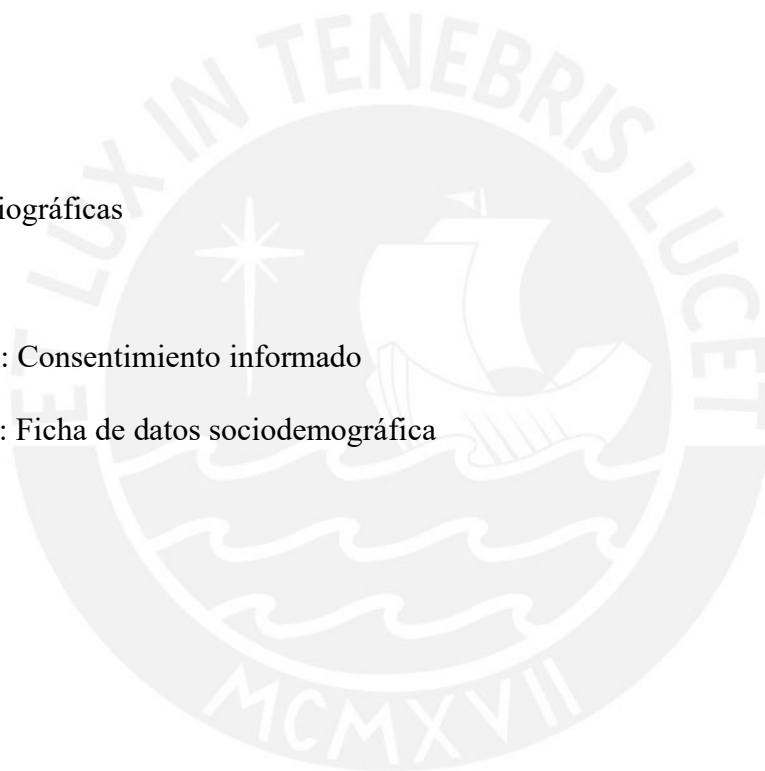 ET LUX IN TENEBRIS LUCET
iográficas
: Consentimiento informado
: Ficha de datos sociodemográfica
MCMXVII